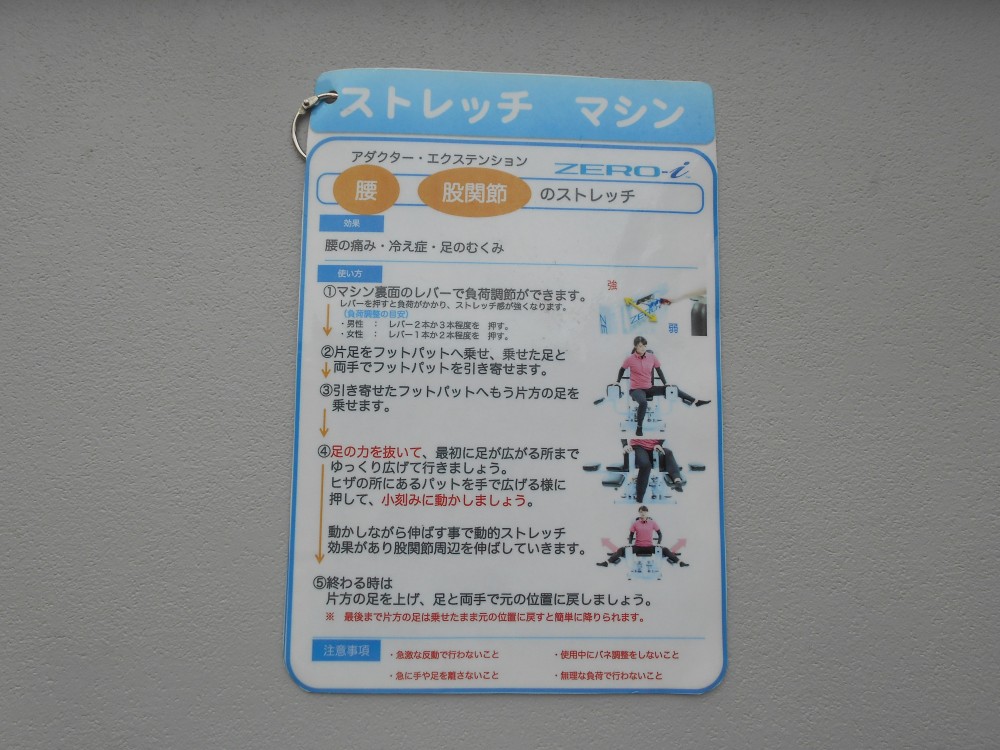 ストレッチ マシン
アダクター・エクステンション
ZERO-i
腰 股関節 のストレッチ
効果
腰の痛み・冷え症・足のむくみ
使い方
①マシン裏面のレバーで負荷調節ができます。
レバーを押すと負荷がかかり、ストレッチ感が強くなります。
(負荷調整の目安)
・男性 : レバー2本か3本程度を 押す。
・女性 : レバー1本か2本程度を 押す。
強
弱
②片足をフットパットへ乗せ、乗せた足と
両手でフットパットを引き寄せます。
③引き寄せたフットパットへもう片方の足を
乗せます。
④足の力を抜いて、最初に足が広がる所まで
ゆっくり広げて行きましょう。
ヒザの所にあるパットを手で広げる様に
押して、小刻みに動かしましょう。
動かしながら伸ばす事で動的ストレッチ
効果があり股関節周辺を伸ばしていきます。
⑤終わる時は
片方の足を上げ、足と両手で元の位置に戻しましょう。
※ 最後まで片方の足は乗せたまま元の位置に戻すと簡単に降りられます。
注意事項
・急激な反動で行わないこと
・使用中にバネ調整をしないこと
・急に手や足を離さないこと
・無理な負荷で行わないこと